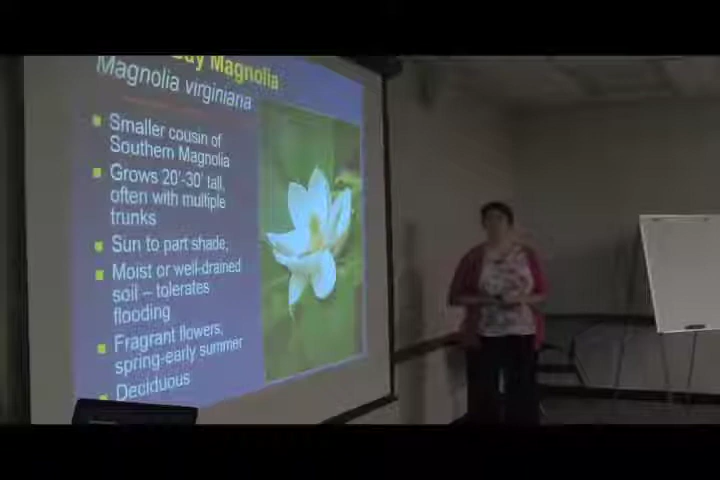 Bay Magnolia
Magnolia virginiana
Smaller cousin of
Southern Magnolia
Grows 20'-30' tall,
often with multiple
trunks
Sun to part shade,
Moist or well-drained
soil – tolerates
flooding
Fragrant flowers,
spring-early summer
Deciduous